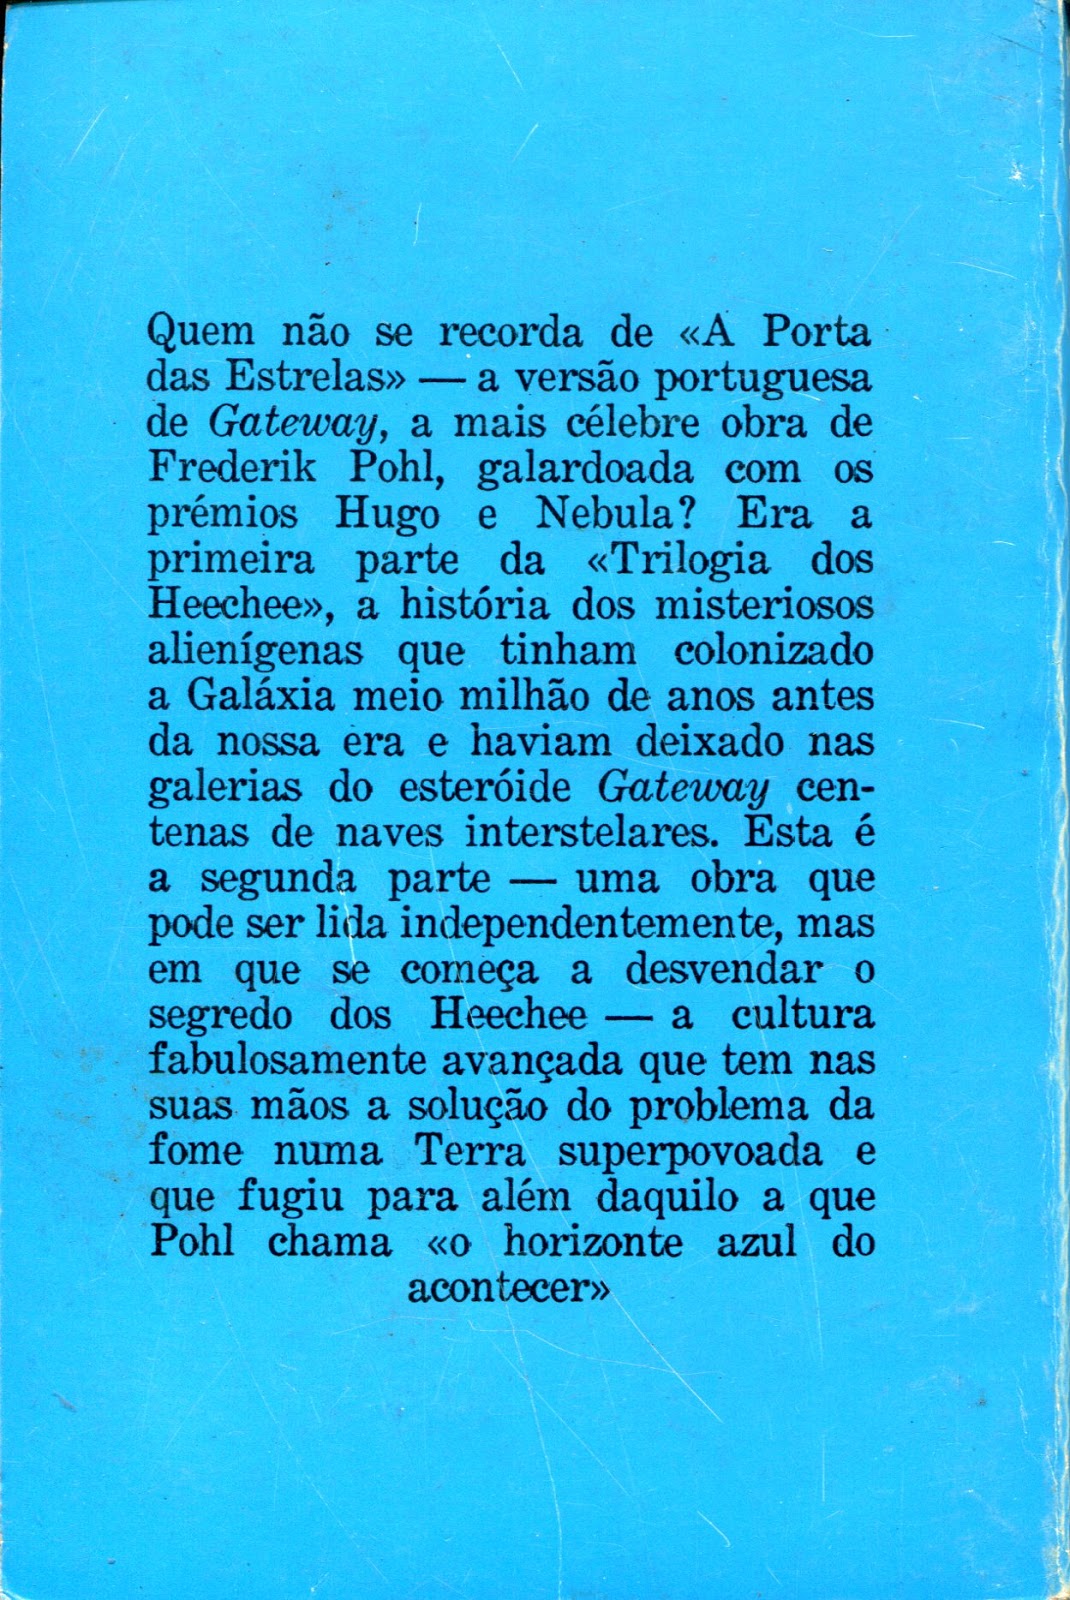 Quem não se recorda de «A Porta
das Estrelas» — a versão portuguesa
de Gateway, a mais célebre obra de
Frederik Pohl, galardoada com os
prémios Hugo e Nebula? Era a
primeira parte da «Trilogia dos
Heechee», a história dos misteriosos
alienígenas que tinham colonizado
a Galáxia meio milhão de anos antes
da nossa era e haviam deixado nas
galerias do esteróide Gateway cen-
tenas de naves interstelares. Esta é
a segunda parte — uma obra que
pode ser lida independentemente, mas
em que se começa a desvendar o
segredo dos Heechee — a cultura
fabulosamente avançada que tem nas
suas mãos a solução do problema da
fome numa Terra superpovoada e
que fugiu para além daquilo a que
Pohl chama «o horizonte azul do
acontecer»